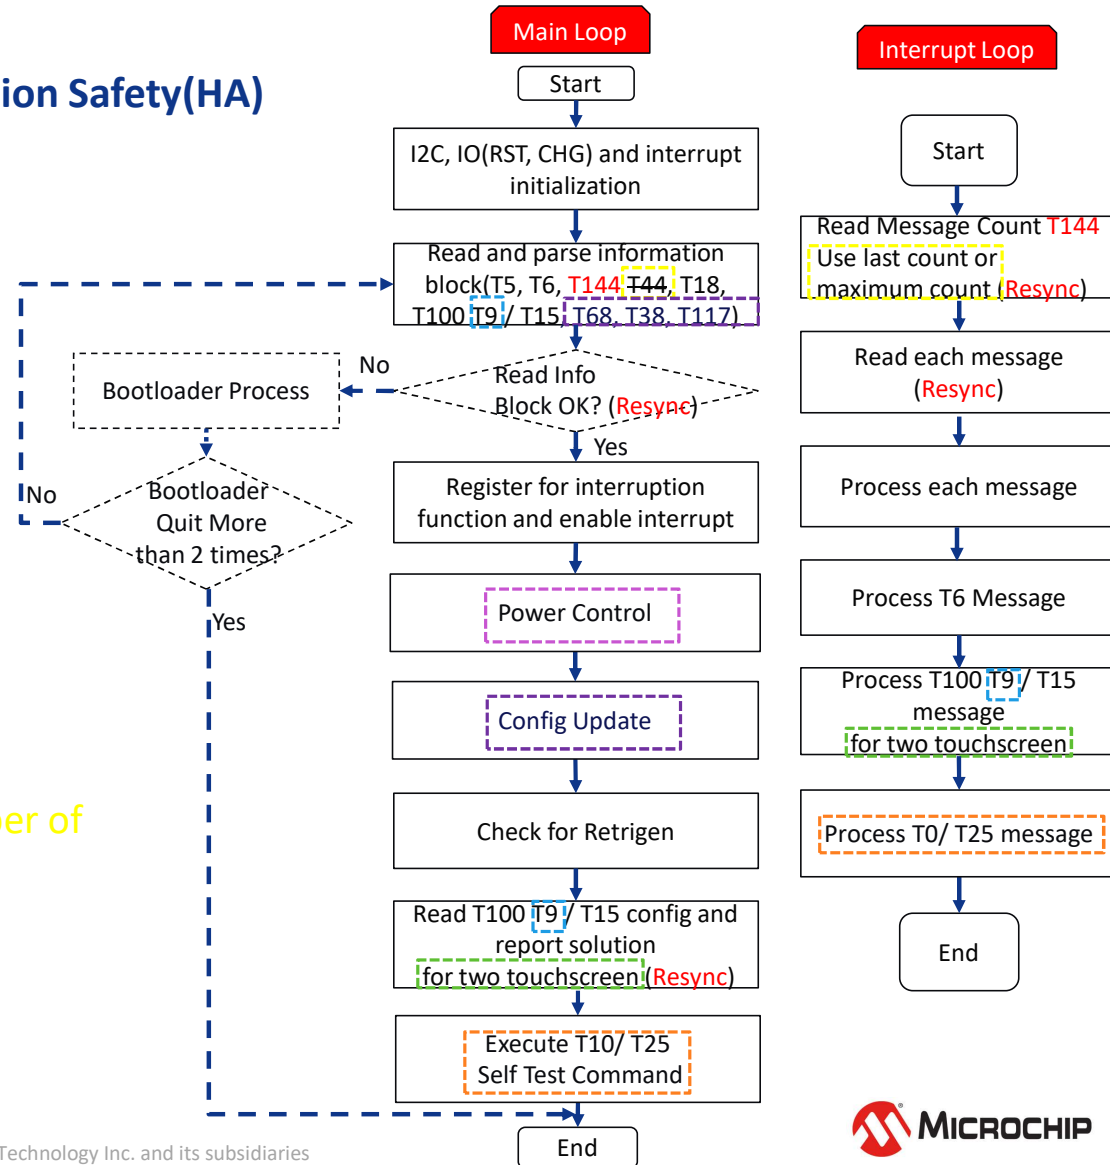 Main Loop
Interrupt Loop
ion Safety(HA)
Start
I2C, IO(RST, CHG) and interrupt
initialization
Read and parse information
block(T5, T6, T144 T44, T18,
T100 T9 / T15, T68, T38, T117)
No
Read Info
Block OK? (Resync)
Yes
Bootloader Process
No
Bootloader
Quit More
than 2 times?
Yes
Register for interruption
function and enable interrupt
Power Control
Config Update
Check for Retrigen
Read T100 T9 / T15 config and
report solution
for two touchscreen (Resync)
Execute T10/ T25
Self Test Command
End
Start
Read Message Count T144
Use last count or
maximum count (Resync)
Read each message
(Resync)
Process each message
Process T6 Message
Process T100 T9 / T15
message
for two touchscreen
Process T0/ T25 message
End
er of
MICROCHIP
Technology Inc. and its subsidiaries